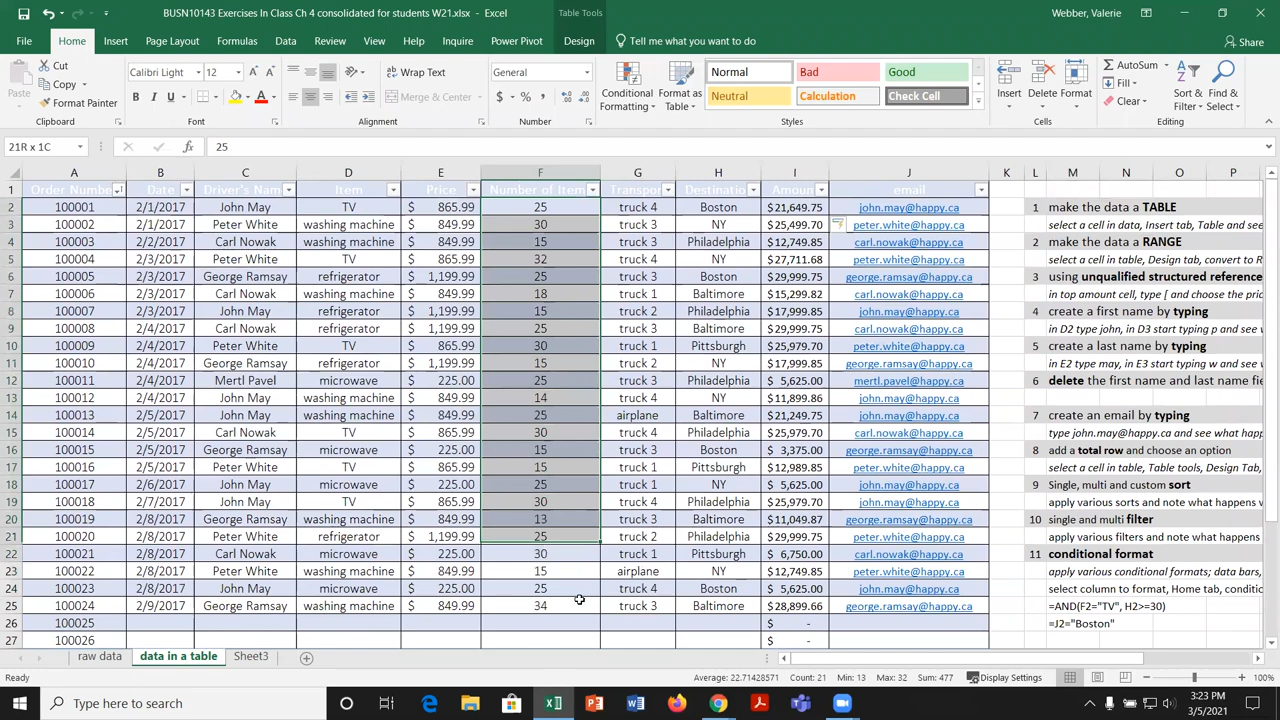 BUSN10143 Exercises In Class Ch 4 consolidated for students W21.xlsx - Excel
Table Tools
Webber, Valerie
File Home Insert Page Layout Formulas Data Review View Help Inquire Power Pivot Design Tell me what you want to do Share
Paste Cut Copy Format Painter Clipboard
Calibri Light 12 B I U Font
Wrap Text Merge & Center Alignment
General $ % Number
Conditional Formatting Format as Table Normal Bad Good Neutral Calculation Check Cell Styles
Insert Delete Format Cells
AutoSum Fill Clear Sort & Filter Find & Select Editing
21R x 1C fx 25
A B C D E F G H I J K L M N O P
1 Order Numbe Date Driver's Nam Item Price Number of Item Transpor Destinatio Amoun email
2 100001 2/1/2017 John May TV $ 865.99 25 truck 4 Boston $21,649.75 john.may@happy.ca 1 make the data a TABLE
3 100002 2/1/2017 Peter White washing machine $ 849.99 30 truck 3 NY $25,499.70 peter.white@happy.ca select a cell in data, Insert tab, Table and see
4 100003 2/2/2017 Carl Nowak washing machine $ 849.99 15 truck 3 Philadelphia $12,749.85 carl.nowak@happy.ca 2 make the data a RANGE
5 100004 2/2/2017 Peter White TV $ 865.99 32 truck 4 NY $27,711.68 peter.white@happy.ca select a cell in table, Design tab, convert to R
6 100005 2/3/2017 George Ramsay refrigerator $ 1,199.99 25 truck 3 Boston $29,999.75 george.ramsay@happy.ca 3 using unqualified structured reference
7 100006 2/3/2017 Carl Nowak washing machine $ 849.99 18 truck 1 Baltimore $15,299.82 carl.nowak@happy.ca in top amount cell, type [ and choose the pric
8 100007 2/3/2017 John May refrigerator $ 1,199.99 15 truck 2 Philadelphia $17,999.85 john.may@happy.ca 4 create a first name by typing
9 100008 2/4/2017 Carl Nowak refrigerator $ 1,199.99 25 truck 3 Baltimore $29,999.75 carl.nowak@happy.ca in D2 type john, in D3 start typing p and see v
10 100009 2/4/2017 Peter White TV $ 865.99 30 truck 1 Pittsburgh $25,979.70 peter.white@happy.ca 5 create a last name by typing
11 100010 2/4/2017 George Ramsay refrigerator $ 1,199.99 15 truck 2 NY $17,999.85 george.ramsay@happy.ca in E2 type may, in E3 start typing w and see w
12 100011 2/4/2017 Mertl Pavel microwave $ 225.00 25 truck 3 Philadelphia $ 5,625.00 mertl.pavel@happy.ca 6 delete the first name and last name fie
13 100012 2/4/2017 John May washing machine $ 849.99 14 truck 4 NY $11,899.86 john.may@happy.ca
14 100013 2/5/2017 John May washing machine $ 849.99 25 airplane Baltimore $21,249.75 john.may@happy.ca 7 create an email by typing
15 100014 2/5/2017 Carl Nowak TV $ 865.99 30 truck 4 Philadelphia $25,979.70 carl.nowak@happy.ca type john.may@happy.ca and see what happ
16 100015 2/5/2017 George Ramsay microwave $ 225.00 15 truck 3 Boston $ 3,375.00 george.ramsay@happy.ca 8 add a total row and choose an option
17 100016 2/5/2017 Peter White TV $ 865.99 15 truck 1 Pittsburgh $12,989.85 peter.white@happy.ca select a cell in table, Table tools, Design Tab,
18 100017 2/5/2017 John May microwave $ 225.00 25 truck 1 NY $ 5,625.00 john.may@happy.ca 9 Single, multi and custom sort
19 100018 2/7/2017 John May TV $ 865.99 30 truck 4 Philadelphia $25,979.70 john.may@happy.ca apply various sorts and note what happens
20 100019 2/8/2017 George Ramsay washing machine $ 849.99 13 truck 3 Boston $11,049.87 george.ramsay@happy.ca 10 single and multi filter
21 100020 2/8/2017 Peter White refrigerator $ 1,199.99 25 truck 2 Philadelphia $29,999.75 peter.white@happy.ca apply various filters and note what happens
22 100021 2/8/2017 Carl Nowak microwave $ 225.00 30 truck 1 Pittsburgh $ 6,750.00 carl.nowak@happy.ca 11 conditional format
23 100022 2/8/2017 Peter White washing machine $ 849.99 15 airplane NY $12,749.85 peter.white@happy.ca apply various conditional formats; data bars,
24 100023 2/8/2017 John May microwave $ 225.00 25 truck 4 Boston $ 5,625.00 john.may@happy.ca select column to format, Home tab, conditic
25 100024 2/9/2017 George Ramsay washing machine $ 849.99 34 truck 3 Baltimore $28,899.66 george.ramsay@happy.ca =AND(F2="TV", H2>=30)
26 100025 $ - =J2="Boston"
27 100026 $ -
raw data data in a table Sheet3
Ready Average: 22.71428571 Count: 21 Min: 13 Max: 32 Sum: 477 Display Settings 100%
Type here to search 3:23 PM
3/5/2021